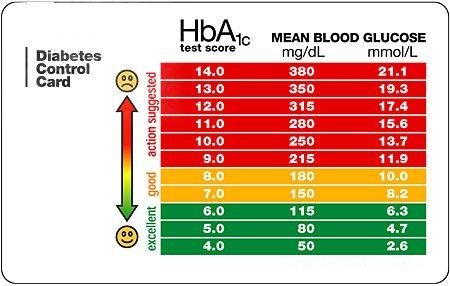 Diabetes
Control
Card
HbA1c
test score
MEAN BLOOD GLUCOSE
mg/dL mmol/L
action suggested
14.0 380 21.1
13.0 350 19.3
12.0 315 17.4
11.0 280 15.6
10.0 250 13.7
9.0 215 11.9
good
8.0 180 10.0
7.0 150 8.2
excellent
6.0 115 6.3
5.0 80 4.7
4.0 50 2.6